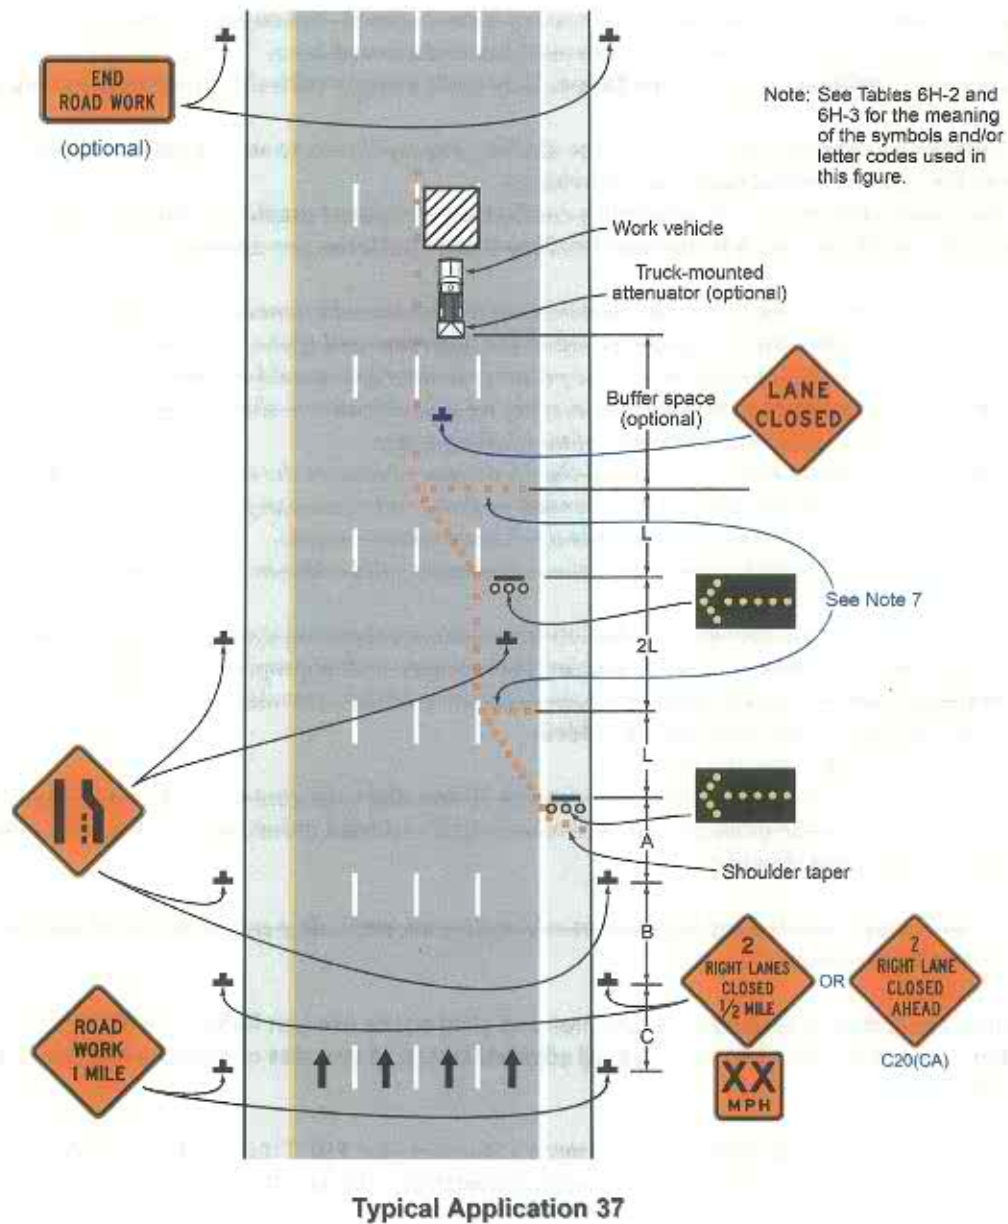 END
ROAD WORK
(optional)
Note: See Tables 6H-2 and
6H-3 for the meaning
of the symbols and/or
letter codes used in
this figure.
Work vehicle
Truck-mounted
attenuator (optional)
Buffer space
(optional)
LANE
CLOSED
L
See Note 7
2L
L
A
Shoulder taper
B
2
RIGHT LANES
CLOSED
1/2 MILE
OR
2
RIGHT LANE
CLOSED
AHEAD
C20(CA)
ROAD
WORK
1 MILE
C
XX
MPH
Typical Application 37